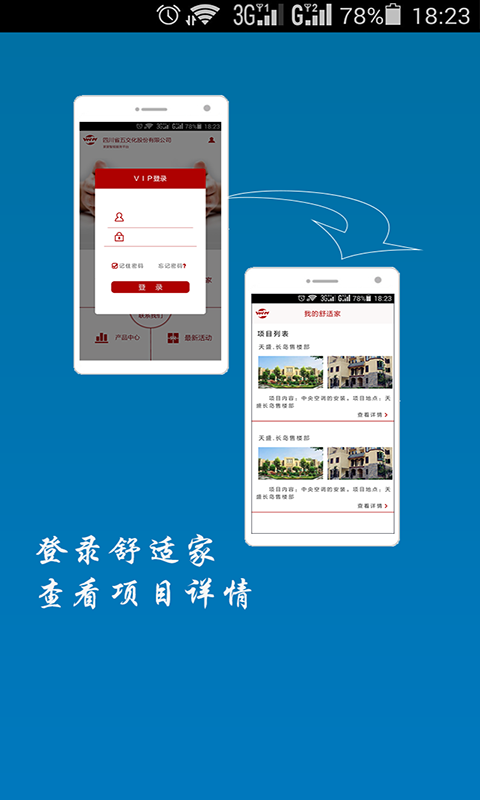 3G 1 G 2 78% 18:23
78% 18:23
四川省五文化股份有限公司
VIP登录
记住密码 忘记密码?
登 录
家
联系我们
产品中心 最新活动
3G G 78% 18:23
我的舒适家
项目列表
天盛.长岛售楼部
项目内容：中央空调的安装。项目地点：天
盛长岛售楼部
查看详情
天盛.长岛售楼部
项目内容：中央空调的安装。项目地点：天
盛长岛售楼部
查看详情
登录舒适家
查看项目详情